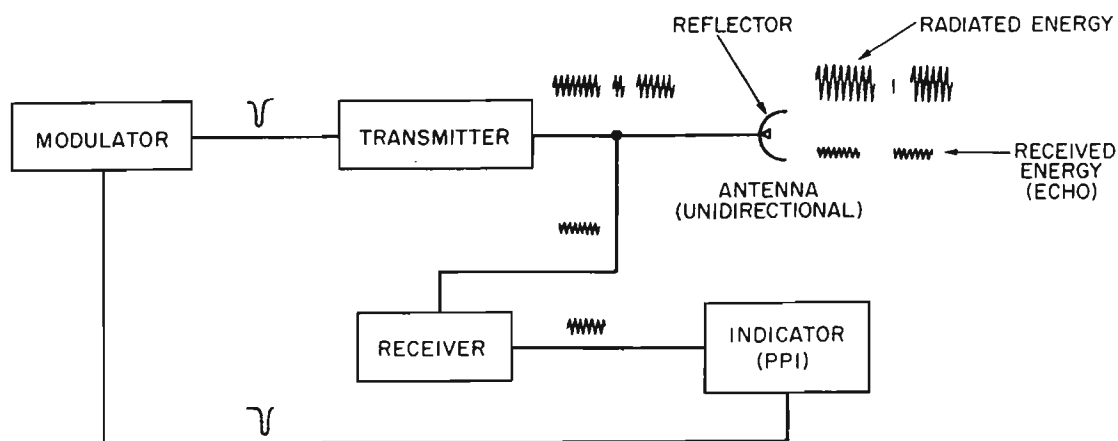 REFLECTOR
RADIATED ENERGY
MODULATOR
TRANSMITTER
RECEIVED
ENERGY
(ECHO)
ANTENNA
(UNIDIRECTIONAL)
RECEIVER
INDICATOR
(PPI)